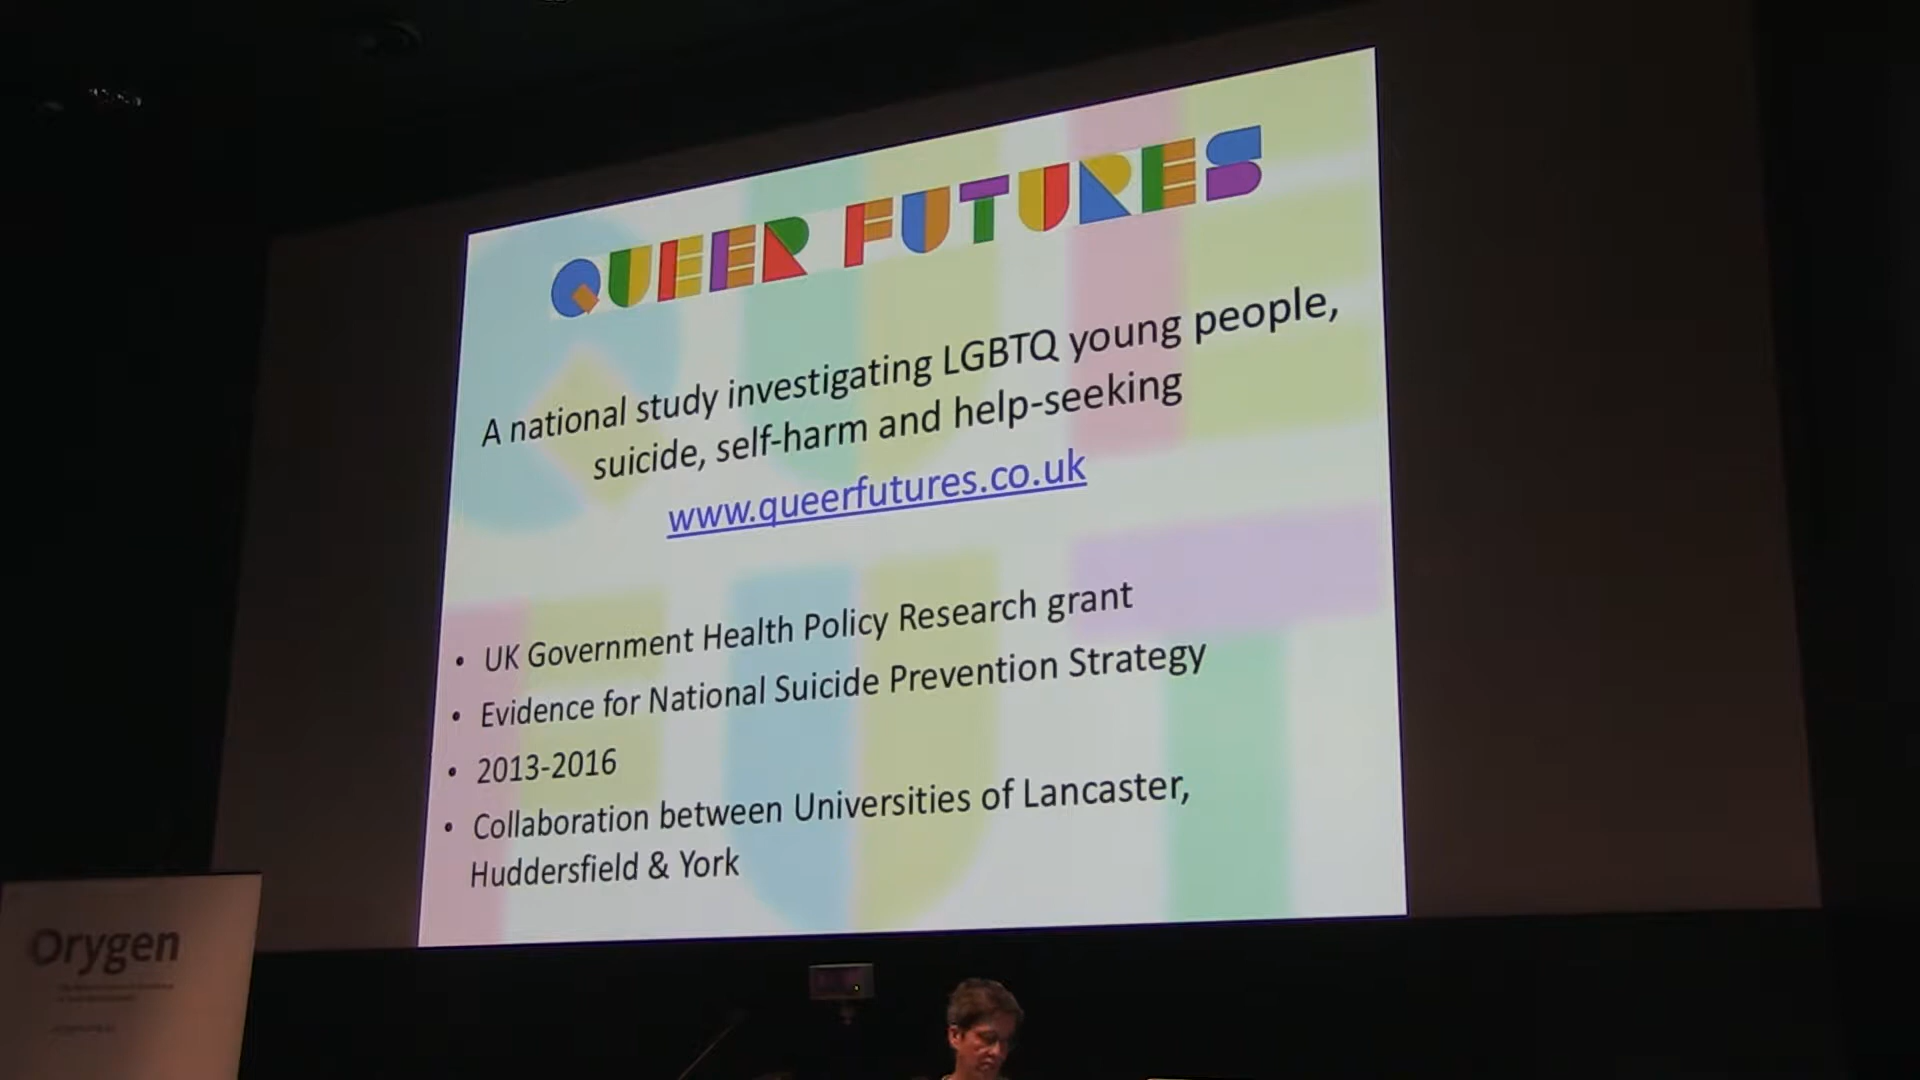 QUEER FUTURES
A national study investigating LGBTQ young people,
suicide, self-harm and help-seeking
www.queerfutures.co.uk
• UK Government Health Policy Research grant
• Evidence for National Suicide Prevention Strategy
• 2013-2016
• Collaboration between Universities of Lancaster,
Huddersfield & York
Orygen